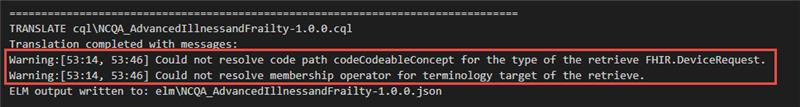 ================================================================================
TRANSLATE cql\NCQA_AdvancedIllnessandFrailty-1.0.0.cql
Translation completed with messages:
Warning:[53:14, 53:46] Could not resolve code path codeCodeableConcept for the type of the retrieve FHIR.DeviceRequest.
Warning:[53:14, 53:46] Could not resolve membership operator for terminology target of the retrieve.
ELM output written to: elm\NCQA_AdvancedIllnessandFrailty-1.0.0.json